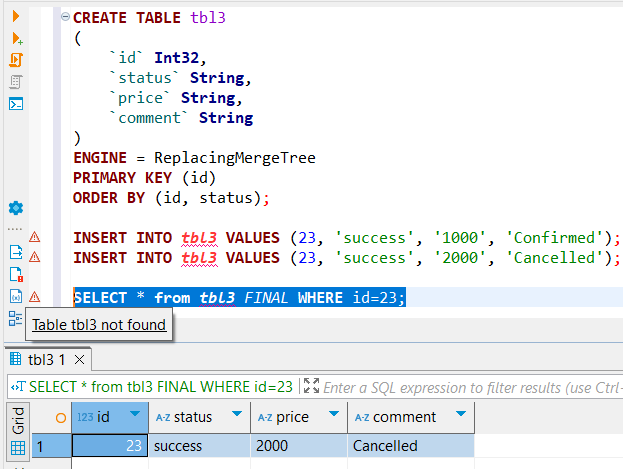 CREATE TABLE tbl3
(
`id` Int32,
`status` String,
`price` String,
`comment` String
)
ENGINE = ReplacingMergeTree
PRIMARY KEY (id)
ORDER BY (id, status);
INSERT INTO tbl3 VALUES (23, 'success', '1000', 'Confirmed');
INSERT INTO tbl3 VALUES (23, 'success', '2000', 'Cancelled');
SELECT * from tbl3 FINAL WHERE id=23;
Table tbl3 not found
tbl3 1
SELECT * from tbl3 FINAL WHERE id=23 Enter a SQL expression to filter results (use Ctrl-
Grid 123 id A-Z status A-Z price A-Z comment
1 23 success 2000 Cancelled